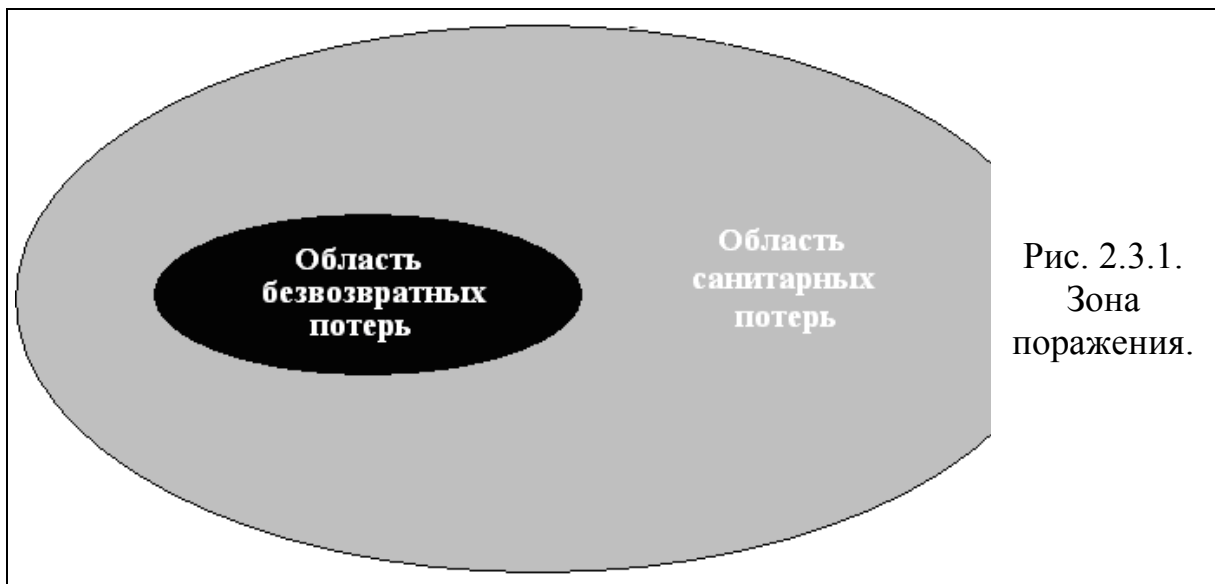 Область
безвозвратных
потерь
Область
санитарных
потерь
Рис. 2.3.1.
Зона
поражения.